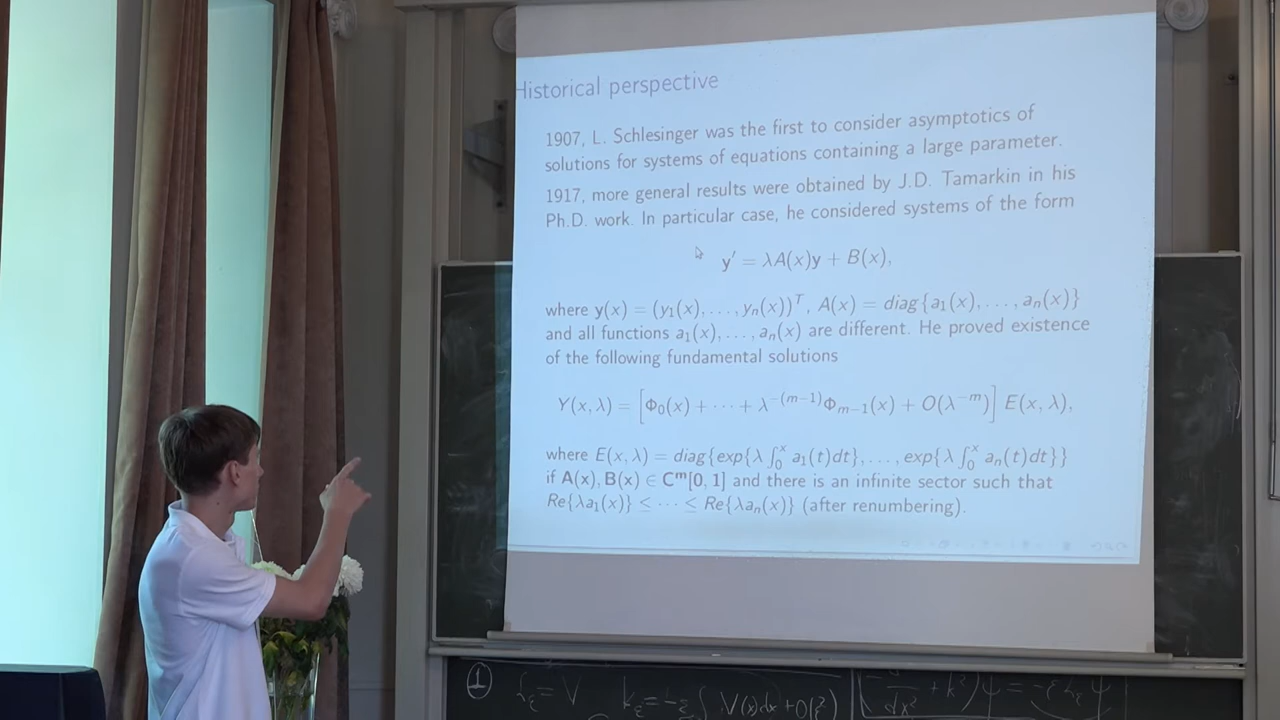 Historical perspective
1907, L. Schlesinger was the first to consider asymptotics of
solutions for systems of equations containing a large parameter.
1917, more general results were obtained by J.D. Tamarkin in his
Ph.D. work. In particular case, he considered systems of the form
y′ = λA(x)y + B(x),
where y(x) = (y₁(x), . . . , yₙ(x))ᵀ, A(x) = diag{a₁(x), . . . , aₙ(x)}
and all functions a₁(x), . . . , aₙ(x) are different. He proved existence
of the following fundamental solutions
Y(x, λ) = [Φ₀(x) + ··· + λ^{-(m-1)}Φ_{m-1}(x) + O(λ^{-m})] E(x, λ),
where E(x, λ) = diag{exp{λ ∫₀ˣ a₁(t)dt}, . . . , exp{λ ∫₀ˣ aₙ(t)dt}}
if A(x), B(x) ∈ Cᵐ[0, 1] and there is an infinite sector such that
Re{λa₁(x)} ≤ ··· ≤ Re{λaₙ(x)} (after renumbering).
1